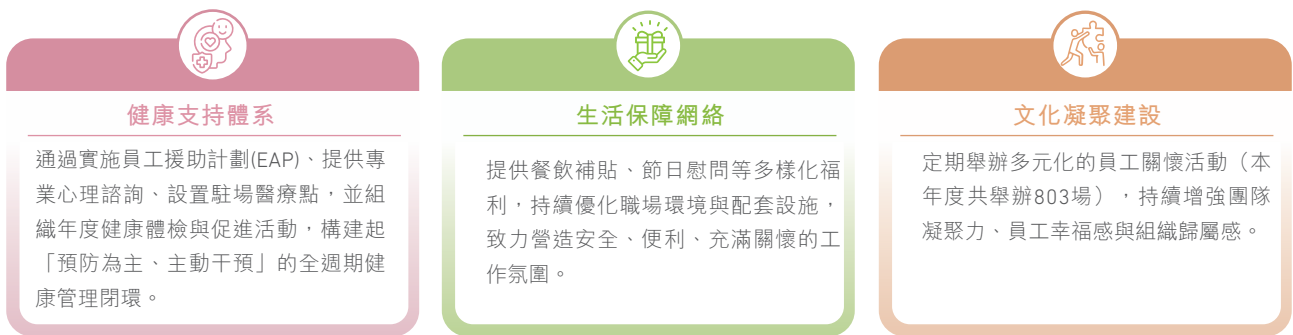 健康支持體系
通過實施員工援助計劃(EAP)、提供專
業心理諮詢、設置駐場醫療點,並組
織年度健康體檢與促進活動,構建起
「預防為主、主動干預」的全週期健
康管理閉環。
生活保障網絡
提供餐飲補貼、節日慰問等多樣化福
利,持續優化職場環境與配套設施,
致力營造安全、便利、充滿關懷的工
作氛圍。
文化凝聚建設
定期舉辦多元化的員工關懷活動(本
年度共舉辦803場),持續增強團隊
凝聚力、員工幸福感與組織歸屬感。